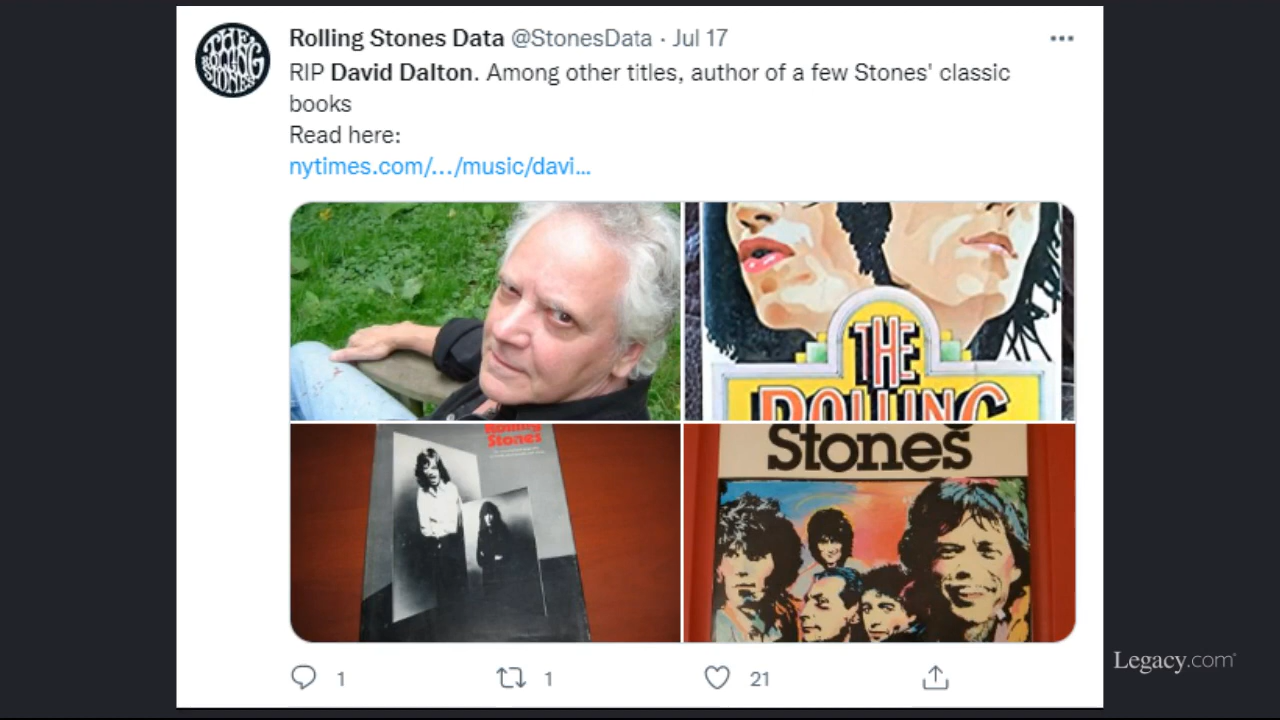 THE
ROLLING
STONES
Rolling Stones Data @StonesData · Jul 17
RIP David Dalton. Among other titles, author of a few Stones' classic
books
Read here:
nytimes.com/.../music/davi...
THE
ROLLING
Rolling
Stones
Stones
1
1
21
Legacy.com